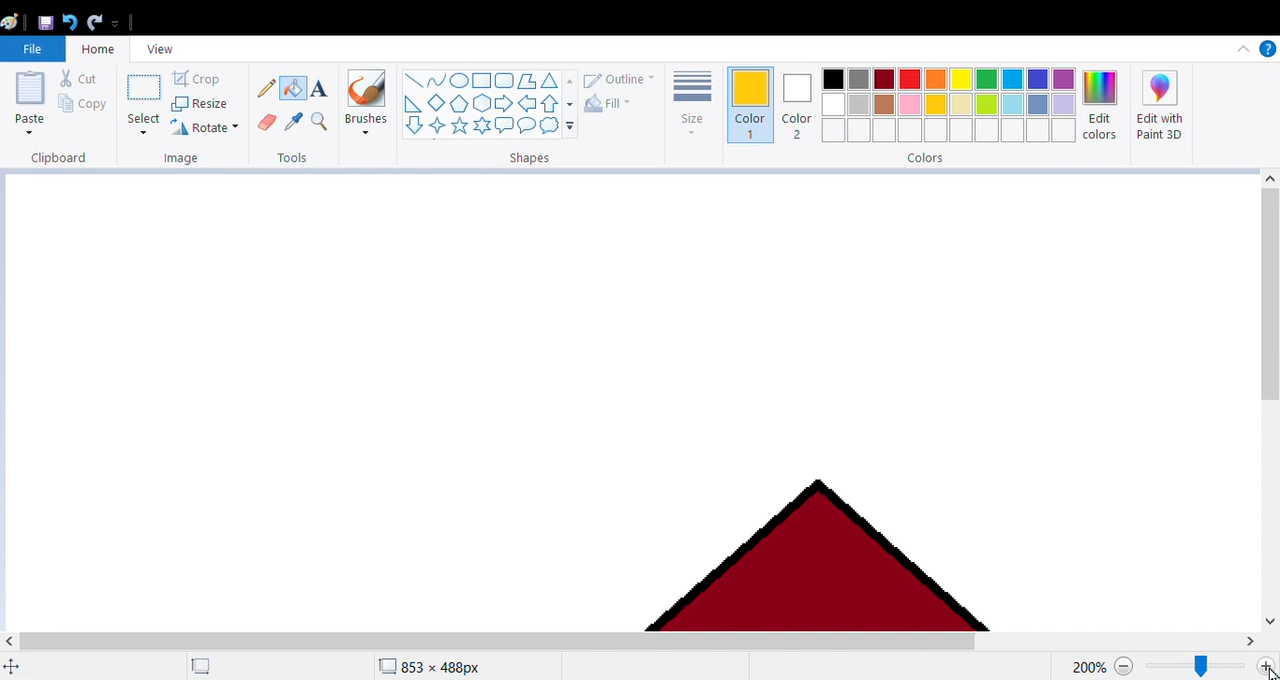 File Home View
Paste Cut Copy Clipboard
Select Crop Resize Rotate Image
A
Tools
Brushes
Outline Fill Shapes
Size
Color 1
Color 2
Edit colors
Colors
Edit with Paint 3D
853 × 488px
200%